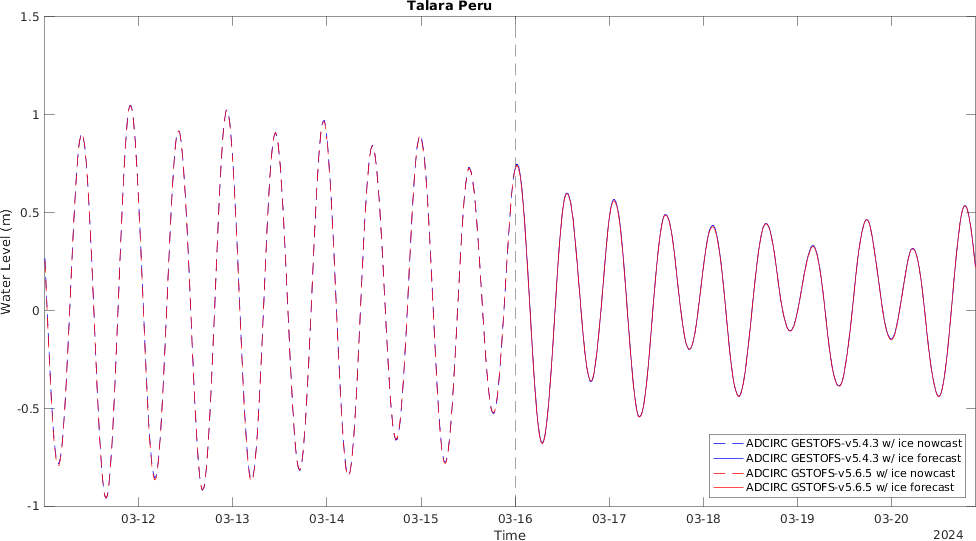 Talara Peru
1.5
1
0.5
0
-0.5
-1
Water Level (m)
03-12 03-13 03-14 03-15 03-16 03-17 03-18 03-19 03-20
Time
2024
ADCIRC GESTOFS-v5.4.3 w/ ice nowcast
ADCIRC GESTOFS-v5.4.3 w/ ice forecast
ADCIRC GSTOFS-v5.6.5 w/ ice nowcast
ADCIRC GSTOFS-v5.6.5 w/ ice forecast